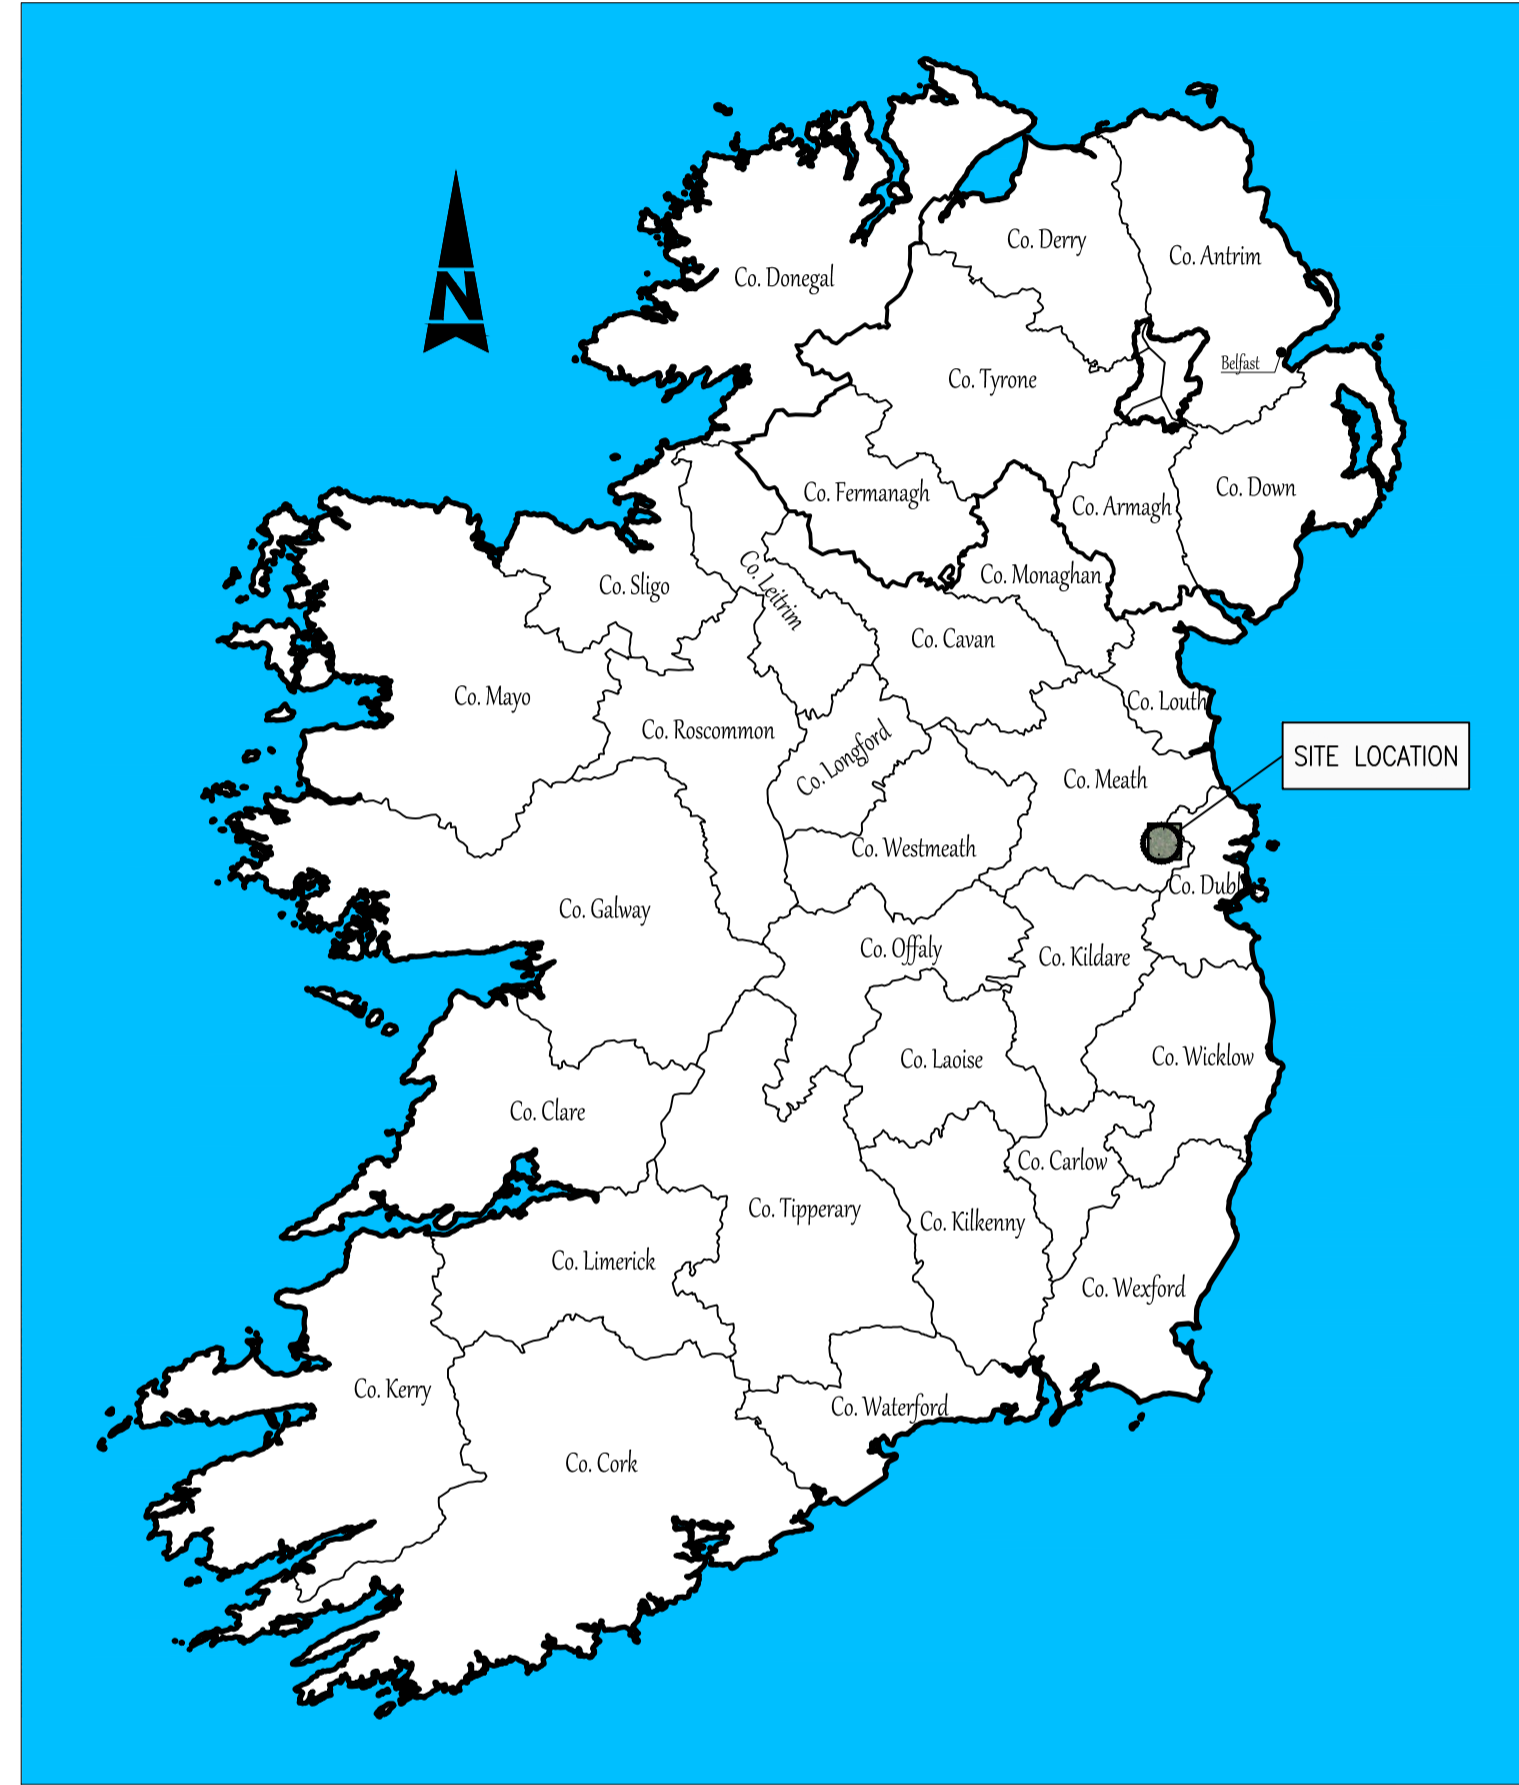 Co. Derry
Co. Antrim
Co. Donegal
N
Belfast
Co. Tyrone
Co. Fermanagh
Co. Down
Co. Armagh
Co. Monaghan
Co. Sligo
Co. Leitrim
Co. Cavan
Co. Mayo
Co. Louth
Co. Roscommon
Co. Longford
SITE LOCATION
Co. Meath
Co. Westmeath
Co. Dubl
Co. Galway
Co. Offaly
Co. Kildare
Co. Laoise
Co. Wicklow
Co. Clare
Co. Carlow
Co. Tipperary
Co. Kilkenny
Co. Limerick
Co. Wexford
Co. Kerry
Co. Waterford
Co. Cork